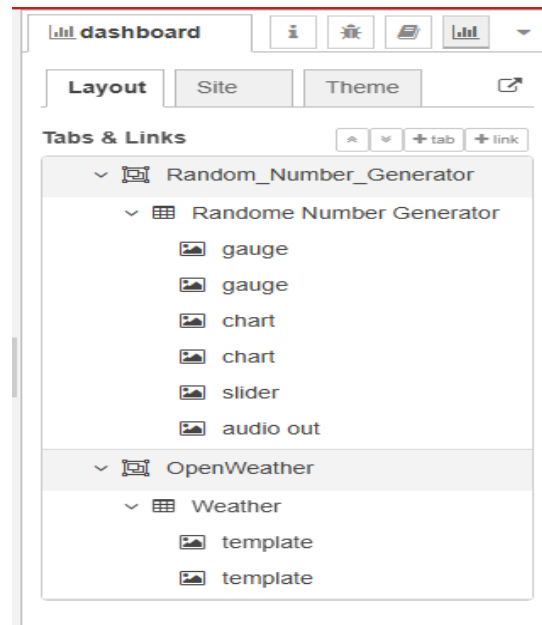 dashboard i
Layout Site Theme
Tabs & Links + tab + link
Random_Number_Generator
Randome Number Generator
gauge
gauge
chart
chart
slider
audio out
OpenWeather
Weather
template
template